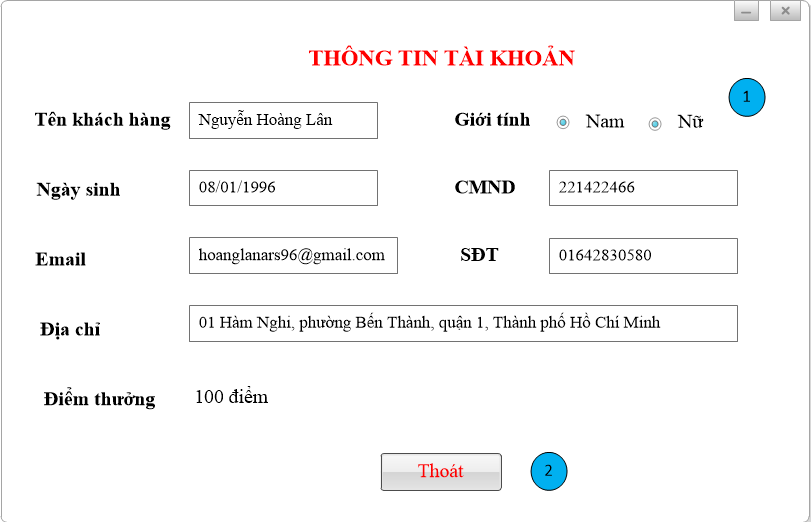 THÔNG TIN TÀI KHOẢN
1
Tên khách hàng Nguyễn Hoàng Lân Giới tính Nam Nữ
Ngày sinh 08/01/1996 CMND 221422466
Email hoanglanars96@gmail.com SĐT 01642830580
Địa chỉ 01 Hàm Nghi, phường Bến Thành, quận 1, Thành phố Hồ Chí Minh
Điểm thưởng 100 điểm
Thoát 2